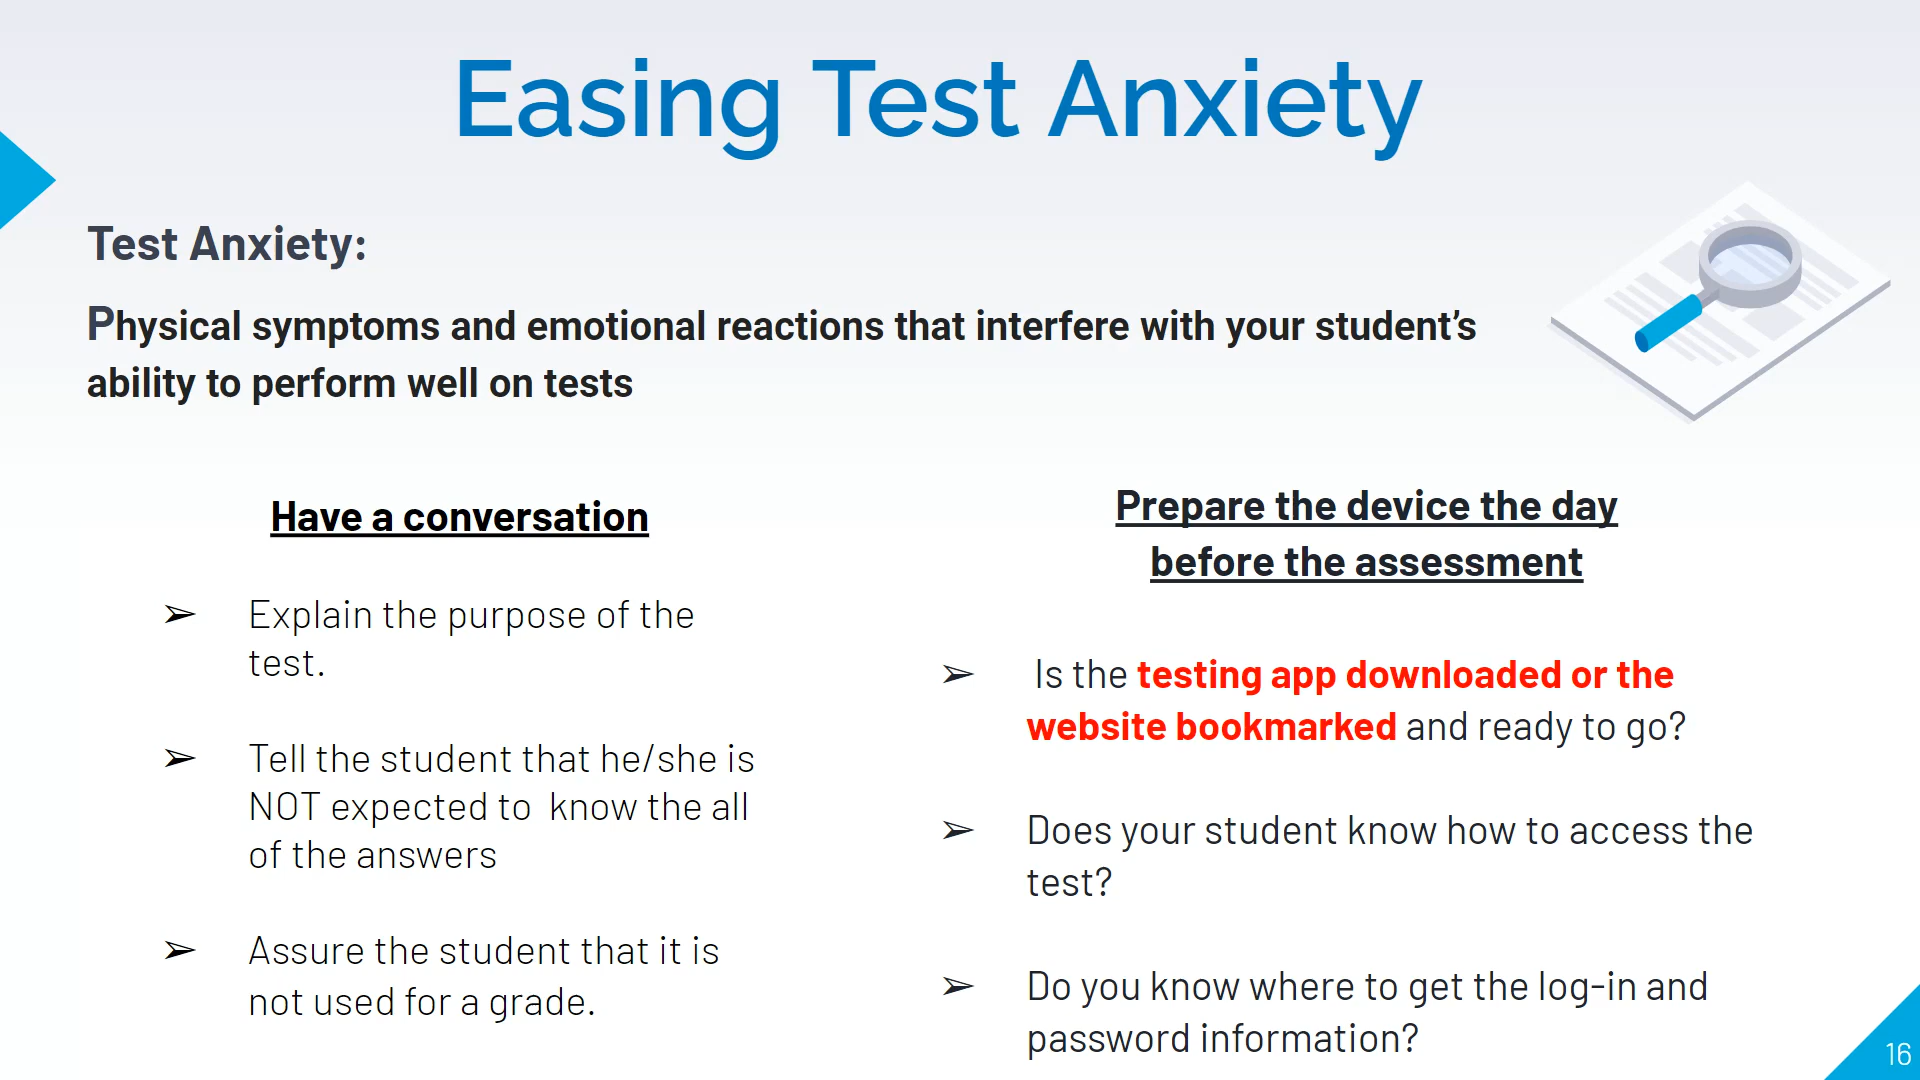 Easing Test Anxiety
Test Anxiety:
Physical symptoms and emotional reactions that interfere with your student’s
ability to perform well on tests
Have a conversation
➢ Explain the purpose of the
test.
➢ Tell the student that he/she is
NOT expected to  know the all
of the answers
➢ Assure the student that it is
not used for a grade.
Prepare the device the day
before the assessment
➢ Is the testing app downloaded or the
website bookmarked and ready to go?
➢ Does your student know how to access the
test?
➢ Do you know where to get the log-in and
password information?
16